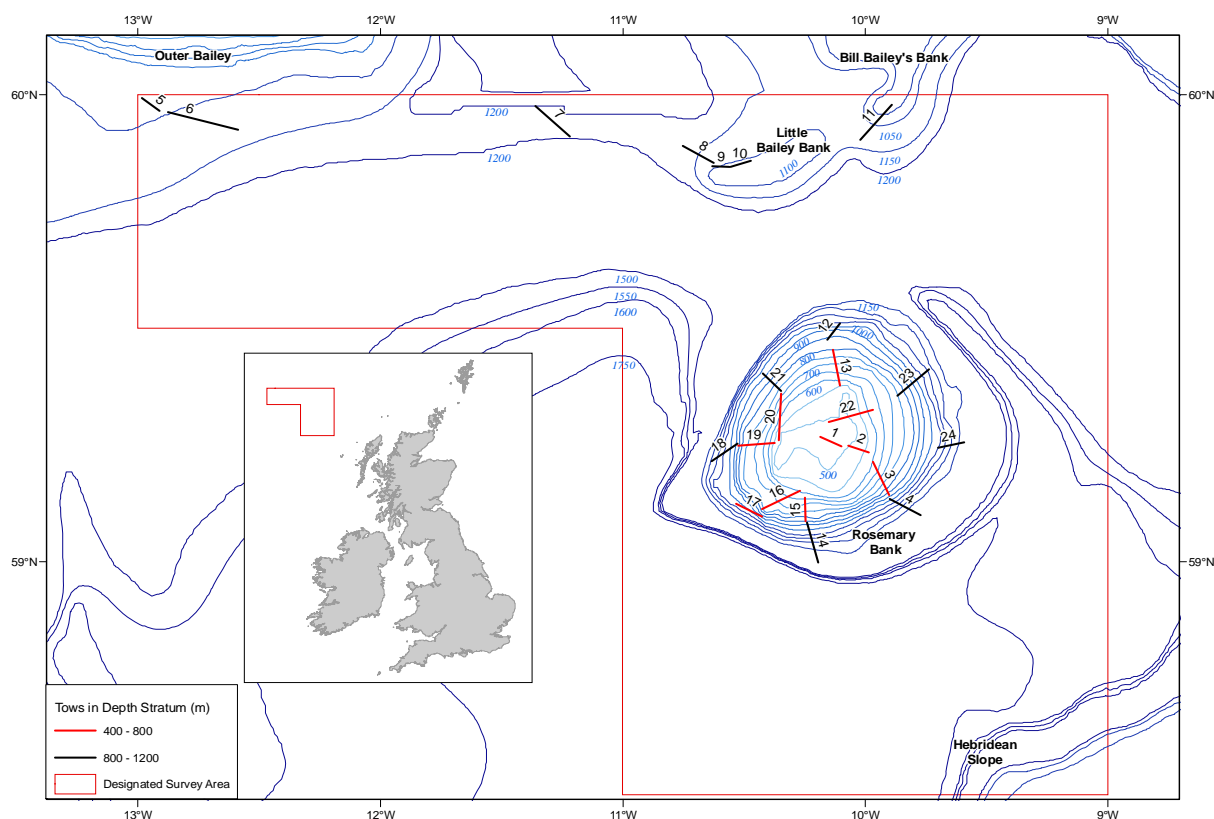 13°W 12°W 11°W 10°W 9°W
Outer Bailey
Bill Bailey's Bank
60°N 60°N
5
6
1200
7
11
1050
Little
Bailey Bank
8
9 10
1100
1150
1200
1200
1500
1550
1600
1750
1150
12
1000
900
800
700
600
13
21
23
22
20
1
2
19
18
24
500
3
16
17
15
4
14
Rosemary
Bank
59°N 59°N
Tows in Depth Stratum (m)
400 - 800
800 - 1200
Designated Survey Area
Hebridean
Slope
13°W 12°W 11°W 10°W 9°W